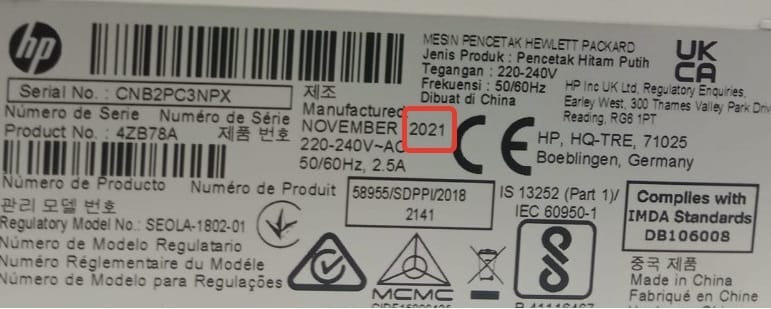 hp
Serial No. : CNB2PC3NPX
Número de Serie Numéro de Série
Product No. : 4ZB78A 제품 번호
Número de Producto Numéro de Produit
관리 모델 번호
Regulatory Model No.: SEOLA-1802-01
Número de Modelo Regulatario
Numéro Réglementaire du Modéle
Número de Modelo para Regulações
제조
Manufactured
NOVEMBER 2021
220-240V~AC
50/60Hz, 2.5A
MESIN PENCETAK HEWLETT PACKARD
Jenis Produk : Pencetak Hitam Putih
Tegangan : 220-240V
Frekuensi : 50/60Hz
Dibuat di China
UK
CA
HP Inc UK Ltd, Regulatory Enquiries,
Earley West, 300 Thames Valley Park
Reading, RG6 1PT
CE
HP, HQ-TRE, 71025
Boeblingen, Germany
58955/SDPPI/2018
2141
IS 13252 (Part 1)/
IEC 60950-1
Complies with
IMDA Standards
DB106008
MCMC
중국 제품
Made in China
Fabriqué en Chine